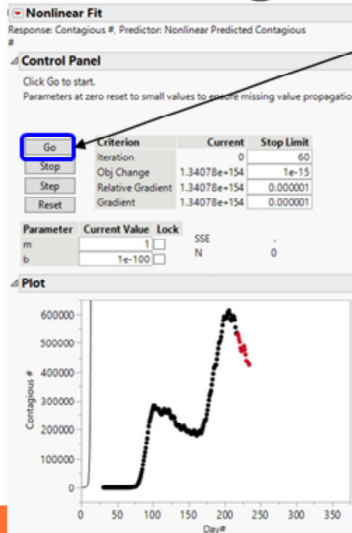 Nonlinear Fit
Response: Contagious #, Predictor: Nonlinear Predicted Contagious
#
Control Panel
Click Go to start.
Parameters at zero reset to small values to ensure missing value propagatio
Go
Stop
Step
Reset
Criterion Current Stop Limit
Iteration 0 60
Obj Change 1.34078e+154 1e-15
Relative Gradient 1.34078e+154 0.000001
Gradient 1.34078e+154 0.000001
Parameter Current Value Lock
m 1
b 1e-100
SSE .
N 0
Plot
Contagious #
600000
500000
400000
300000
200000
100000
0
0 50 100 150 200 250 300 350
Day#